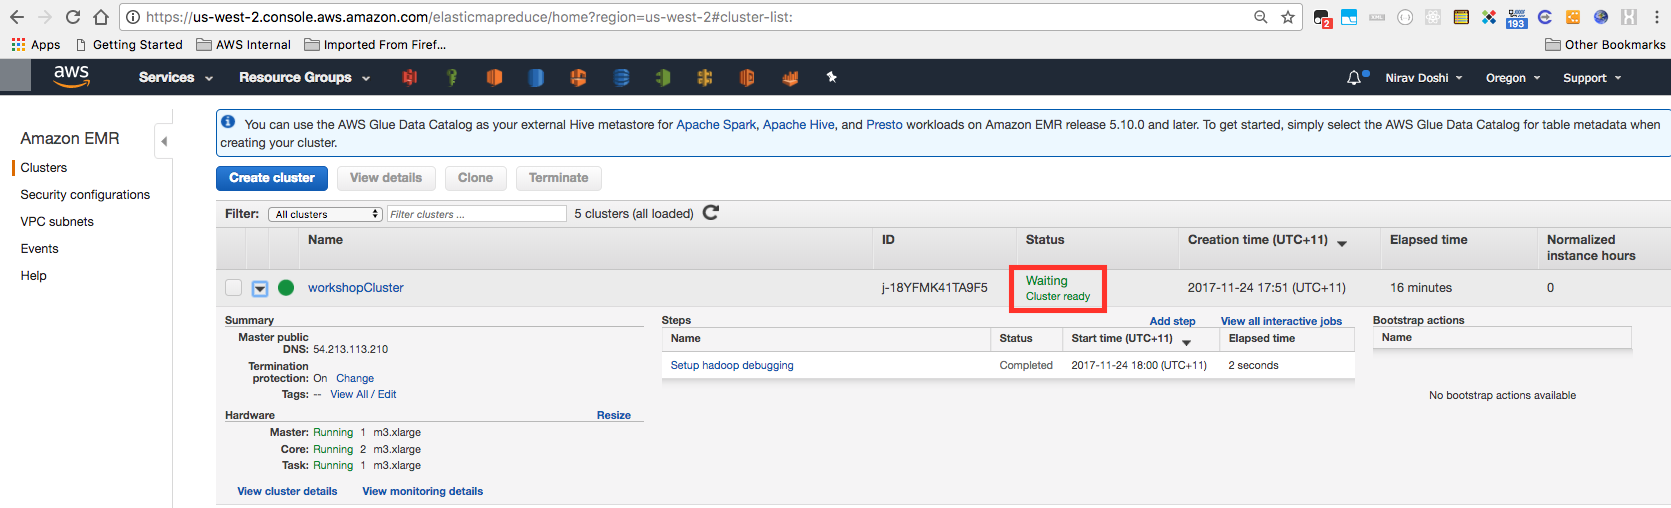 https://us-west-2.console.aws.amazon.com/elasticmapreduce/home?region=us-west-2#cluster-list:
2
193
Apps Getting Started AWS Internal Imported From Firef... Other Bookmarks
aws Services Resource Groups Nirav Doshi Oregon Support
Amazon EMR
Clusters
Security configurations
VPC subnets
Events
Help
You can use the AWS Glue Data Catalog as your external Hive metastore for Apache Spark, Apache Hive, and Presto workloads on Amazon EMR release 5.10.0 and later. To get started, simply select the AWS Glue Data Catalog for table metadata when
creating your cluster.
Create cluster View details Clone Terminate
Filter: All clusters Filter clusters ... 5 clusters (all loaded)
Name ID Status Creation time (UTC+11) Elapsed time Normalized
instance hours
workshopCluster j-18YFMK41TA9F5 Waiting 2017-11-24 17:51 (UTC+11) 16 minutes 0
Cluster ready
Summary
Master public
DNS: 54.213.113.210
Termination
protection: On Change
Tags: -- View All / Edit
Hardware Resize
Master: Running 1 m3.xlarge
Core: Running 2 m3.xlarge
Task: Running 1 m3.xlarge
View cluster details View monitoring details
Steps Add step View all interactive jobs
Name Status Start time (UTC+11) Elapsed time
Setup hadoop debugging Completed 2017-11-24 18:00 (UTC+11) 2 seconds
Bootstrap actions
Name
No bootstrap actions available